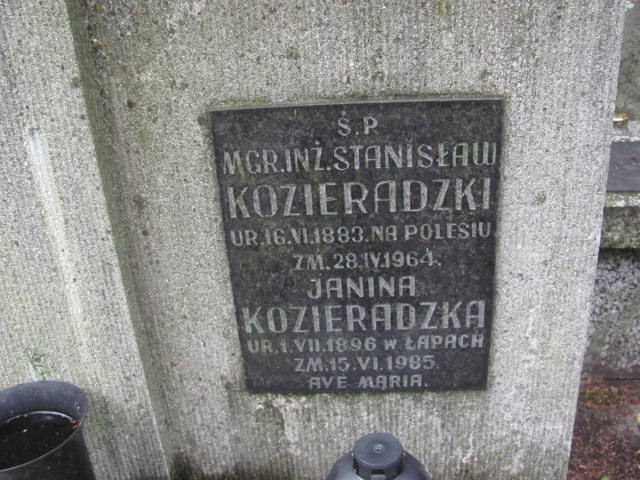 Ś.P
MGR.INŻ.STANISŁAW
KOZIERADZKI
UR.16.VI.1883.NA POLESIU
ZM.28.IV.1964.
JANINA
KOZIERADZKA
UR.1.VII.1896 W ŁAPACH
ZM.15.VI.1985.
AVE MARIA.